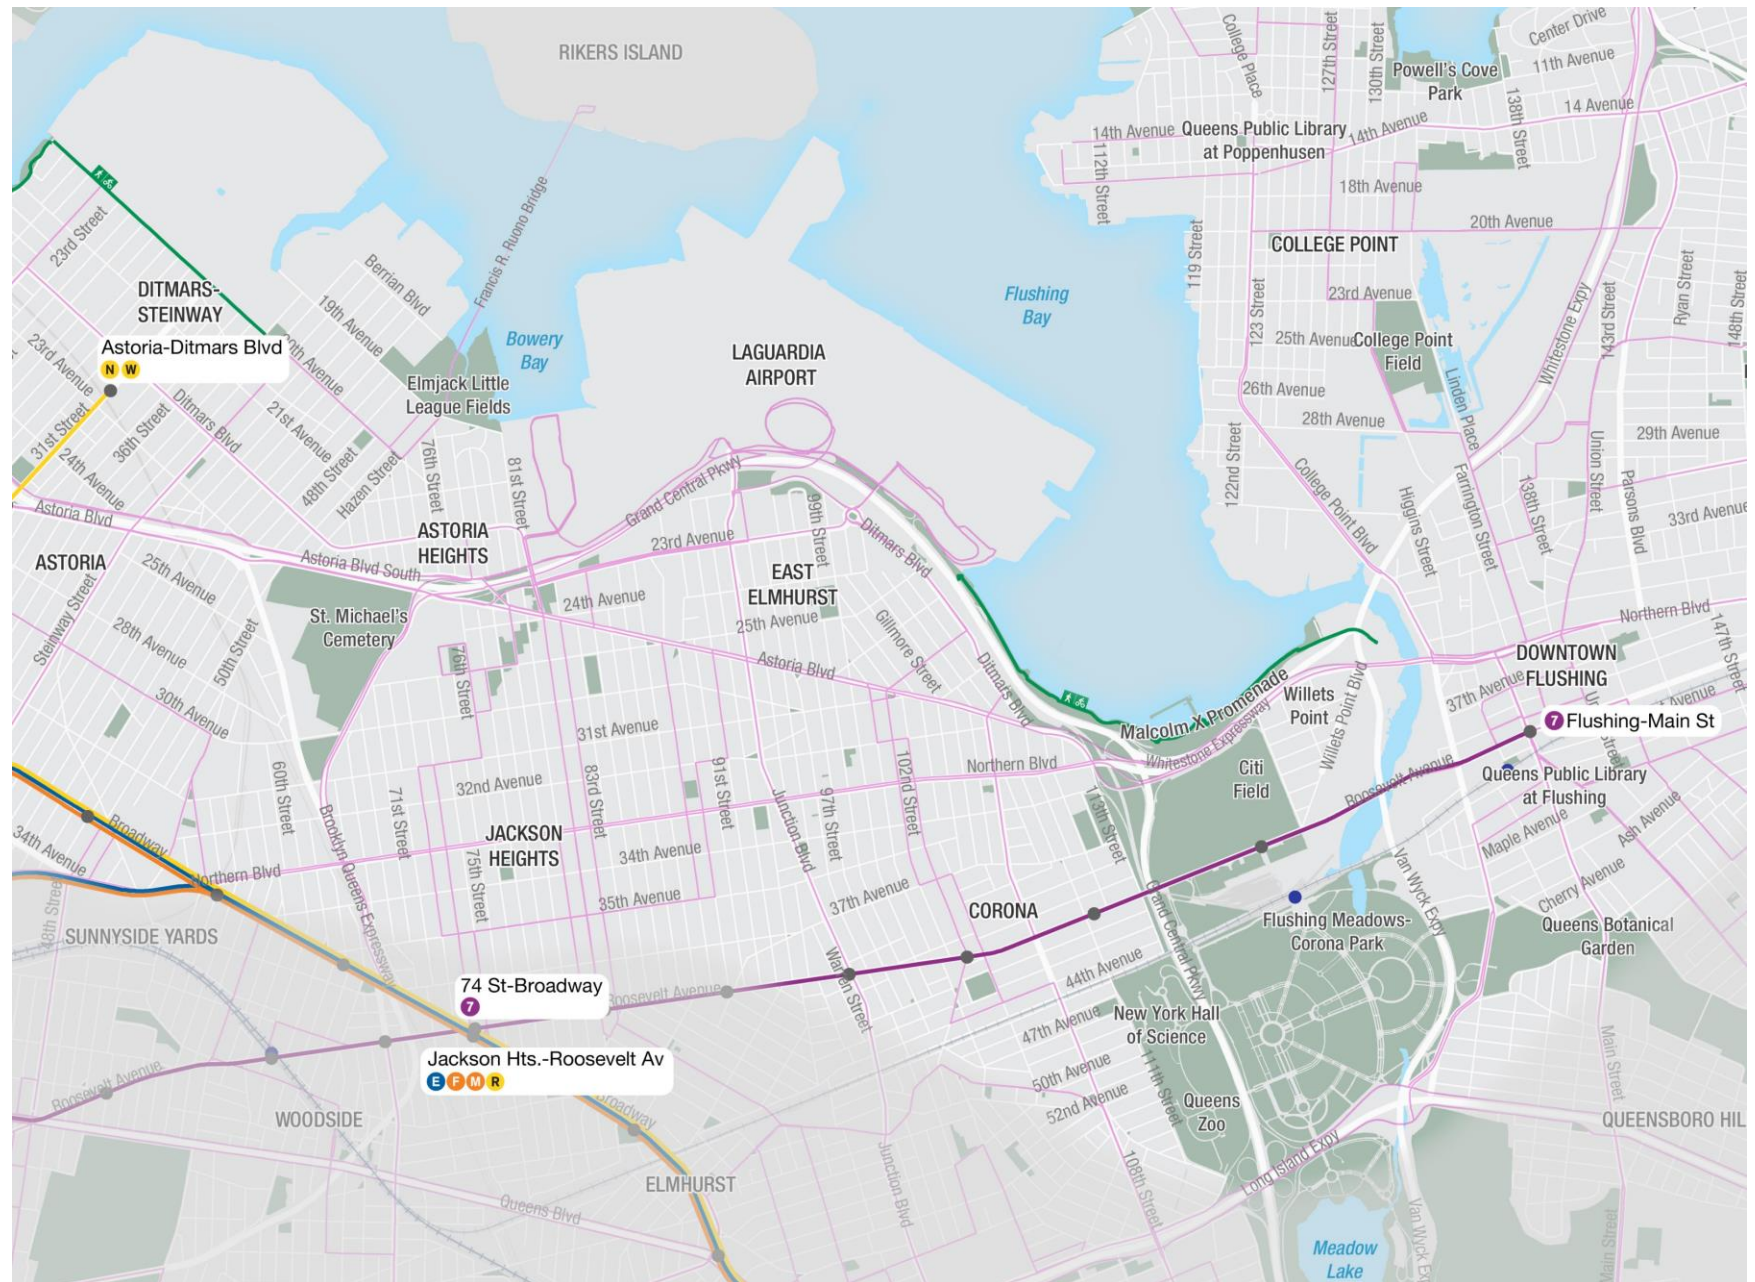 RIKERS ISLAND
College Place
127th Street
130th Street
Center Drive
11th Avenue
Powell's Cove
Park
138th Street
14 Avenue
14th Avenue
Queens Public Library
at Poppenhusen
14th Avenue
112th Street
18th Avenue
20th Avenue
119 Street
COLLEGE POINT
23rd Street
Berrian Blvd
Francis R. Ruono Bridge
DITMARS-
STEINWAY
19th Avenue
Flushing
Bay
23rd Avenue
123 Street
Whitestone Expy
143rd Street
Ryan Street
148th Street
Astoria-Ditmars Blvd
N W
23rd Avenue
Bowery
Bay
LAGUARDIA
AIRPORT
25th Avenue
College Point
Field
Elmjack Little
League Fields
26th Avenue
28th Avenue
Linden Place
31st Street
36th Street
Ditmars Blvd
21st Avenue
24th Avenue
48th Street
Hazen Street
76th Street
81st Street
Grand Central Pkwy
122nd Street
College Point Blvd
Higgins Street
Farrington Street
138th Street
Union Street
Parsons Blvd
29th Avenue
33rd Avenue
Astoria Blvd
ASTORIA
HEIGHTS
23rd Avenue
99th Street
Ditmars Blvd
ASTORIA
25th Avenue
Astoria Blvd South
EAST
ELMHURST
24th Avenue
25th Avenue
Gillmore Street
Steinway Street
28th Avenue
50th Street
St. Michael's
Cemetery
76th Street
Astoria Blvd
Ditmars Blvd
Northern Blvd
147th Street
DOWNTOWN
FLUSHING
30th Avenue
31st Avenue
Malcolm X Promenade
Whitestone Expressway
Willets
Point
Willets Point Blvd
37th Avenue
7 Flushing-Main St
60th Street
Brooklyn Queens Expressway
71st Street
32nd Avenue
83rd Street
91st Street
Junction Blvd
97th Street
102nd Street
Northern Blvd
113th Street
Citi
Field
Roosevelt Avenue
Queens Public Library
at Flushing
Broadway
34th Avenue
JACKSON
HEIGHTS
75th Street
34th Avenue
Maple Avenue
Ash Avenue
Northern Blvd
35th Avenue
37th Avenue
CORONA
Grand Central Pkwy
Van Wyck Expy
Cherry Avenue
48th Street
SUNNYSIDE YARDS
Flushing Meadows-
Corona Park
Queens Botanical
Garden
74 St-Broadway
7
Roosevelt Avenue
Warren Street
44th Avenue
New York Hall
of Science
47th Avenue
Main Street
Jackson Hts.-Roosevelt Av
E F M R
Roosevelt Avenue
50th Avenue
52nd Avenue
111th Street
Queens
Zoo
WOODSIDE
Broadway
QUEENSBORO HIL
Junction Blvd
108th Street
Long Island Expy
ELMHURST
Queens Blvd
Van Wyck Ex
Main Street
Meadow
Lake